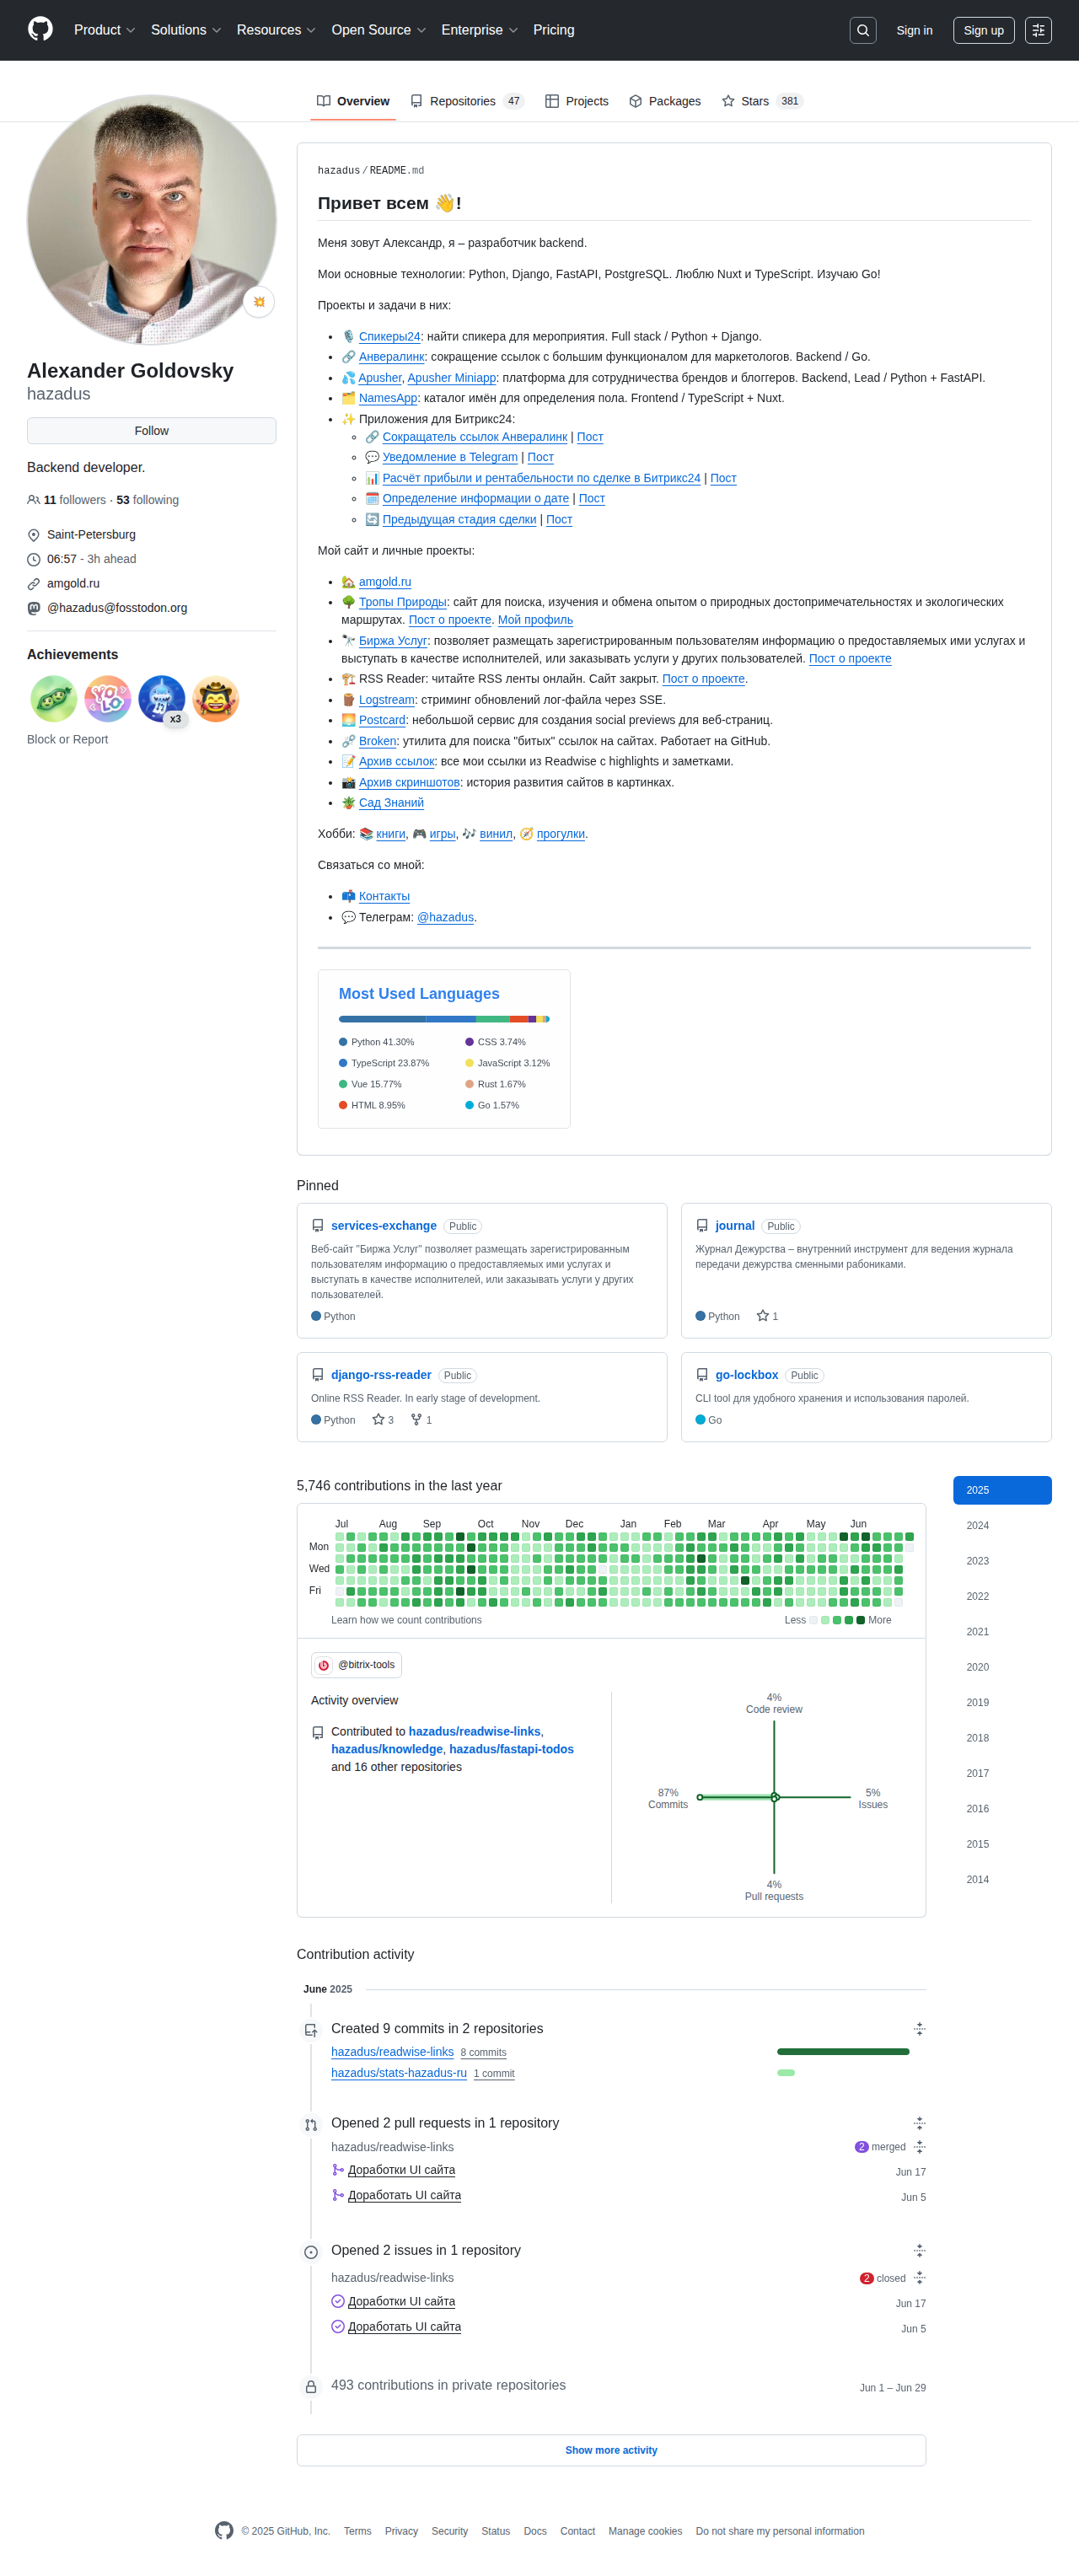 Product Solutions Resources Open Source Enterprise Pricing Sign in Sign up
Overview Repositories 47 Projects Packages Stars 381
Alexander Goldovsky
hazadus
Follow
Backend developer.
11 followers · 53 following
Saint-Petersburg
06:57 - 3h ahead
amgold.ru
@hazadus@fosstodon.org
Achievements
x3
Block or Report
hazadus/README.md
Привет всем 👋!
Меня зовут Александр, я – разработчик backend.
Мои основные технологии: Python, Django, FastAPI, PostgreSQL. Люблю Nuxt и TypeScript. Изучаю Go!
Проекты и задачи в них:
Спикеры24: найти спикера для мероприятия. Full stack / Python + Django.
Анвералинк: сокращение ссылок с большим функционалом для маркетологов. Backend / Go.
Apusher, Apusher Miniapp: платформа для сотрудничества брендов и блоггеров. Backend, Lead / Python + FastAPI.
NamesApp: каталог имён для определения пола. Frontend / TypeScript + Nuxt.
Приложения для Битрикс24:
Сокращатель ссылок Анвералинк | Пост
Уведомление в Telegram | Пост
Расчёт прибыли и рентабельности по сделке в Битрикс24 | Пост
Определение информации о дате | Пост
Предыдущая стадия сделки | Пост
Мой сайт и личные проекты:
amgold.ru
Тропы Природы: сайт для поиска, изучения и обмена опытом о природных достопримечательностях и экологических
маршрутах. Пост о проекте. Мой профиль
Биржа Услуг: позволяет размещать зарегистрированным пользователям информацию о предоставляемых ими услугах и
выступать в качестве исполнителей, или заказывать услуги у других пользователей. Пост о проекте
RSS Reader: читайте RSS ленты онлайн. Сайт закрыт. Пост о проекте.
Logstream: стриминг обновлений лог-файла через SSE.
Postcard: небольшой сервис для создания social previews для веб-страниц.
Broken: утилита для поиска "битых" ссылок на сайтах. Работает на GitHub.
Архив ссылок: все мои ссылки из Readwise с highlights и заметками.
Архив скриншотов: история развития сайтов в картинках.
Сад Знаний
Хобби: 📚 книги, 🎮 игры, 🎶 винил, 🧭 прогулки.
Связаться со мной:
Контакты
Телеграм: @hazadus.
Most Used Languages
Python 41.30% CSS 3.74%
TypeScript 23.87% JavaScript 3.12%
Vue 15.77% Rust 1.67%
HTML 8.95% Go 1.57%
Pinned
services-exchange Public
Веб-сайт "Биржа Услуг" позволяет размещать зарегистрированным
пользователям информацию о предоставляемых ими услугах и
выступать в качестве исполнителей, или заказывать услуги у других
пользователей.
Python
journal Public
Журнал Дежурства – внутренний инструмент для ведения журнала
передачи дежурства сменными рабониками.
Python 1
django-rss-reader Public
Online RSS Reader. In early stage of development.
Python 3 1
go-lockbox Public
CLI tool для удобного хранения и использования паролей.
Go
5,746 contributions in the last year
2025
2024
2023
2022
2021
2020
2019
2018
2017
2016
2015
2014
Jul Aug Sep Oct Nov Dec Jan Feb Mar Apr May Jun
Mon
Wed
Fri
Learn how we count contributions Less More
@bitrix-tools
Activity overview
Contributed to hazadus/readwise-links,
hazadus/knowledge, hazadus/fastapi-todos
and 16 other repositories
4%
Code review
87%
Commits
5%
Issues
4%
Pull requests
Contribution activity
June 2025
Created 9 commits in 2 repositories
hazadus/readwise-links 8 commits
hazadus/stats-hazadus-ru 1 commit
Opened 2 pull requests in 1 repository
hazadus/readwise-links 2 merged
Доработки UI сайта Jun 17
Доработать UI сайта Jun 5
Opened 2 issues in 1 repository
hazadus/readwise-links 2 closed
Доработки UI сайта Jun 17
Доработать UI сайта Jun 5
493 contributions in private repositories Jun 1 – Jun 29
Show more activity
© 2025 GitHub, Inc. Terms Privacy Security Status Docs Contact Manage cookies Do not share my personal information